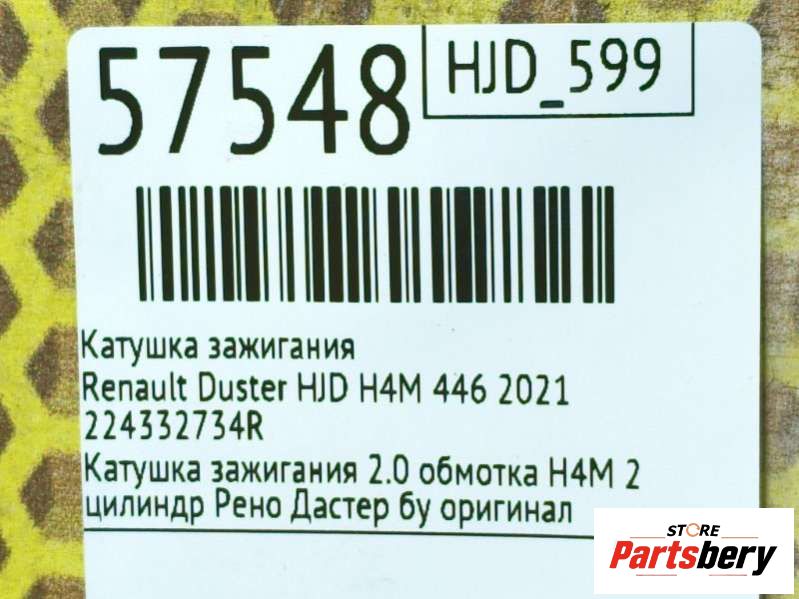 57548
HJD_599
Катушка зажигания
Renault Duster HJD H4M 446 2021
224332734R
Катушка зажигания 2.0 обмотка H4M 2
цилиндр Рено Дастер бу оригинал
STORE
Partsbery